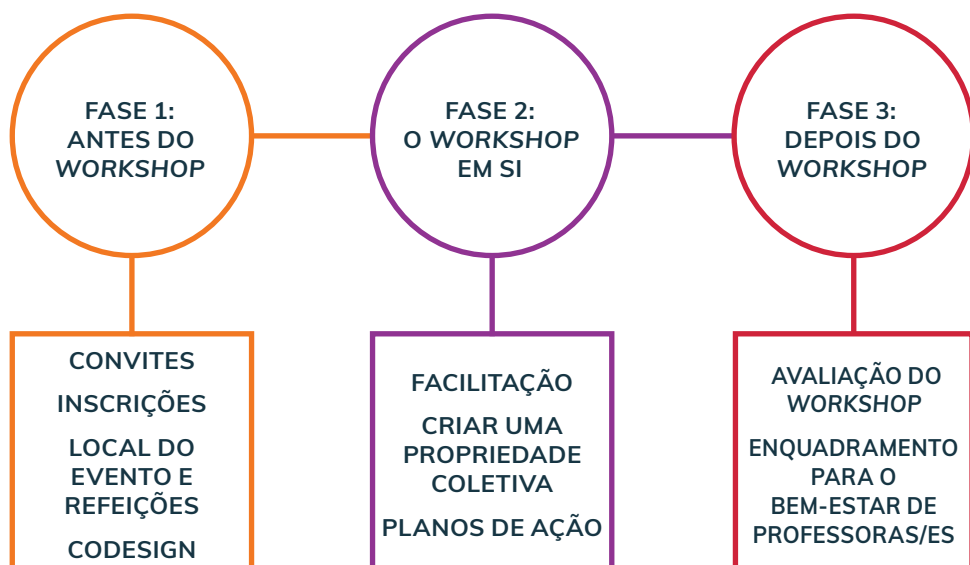 FASE 1:
ANTES DO
WORKSHOP
FASE 2:
O WORKSHOP
EM SI
FASE 3:
DEPOIS DO
WORKSHOP
CONVITES
INSCRIÇÕES
LOCAL DO
EVENTO E
REFEIÇÕES
CODESIGN
FACILITAÇÃO
CRIAR UMA
PROPRIEDADE
COLETIVA
PLANOS DE AÇÃO
AVALIAÇÃO DO
WORKSHOP
ENQUADRAMENTO
PARA O
BEM-ESTAR DE
PROFESSORAS/ES